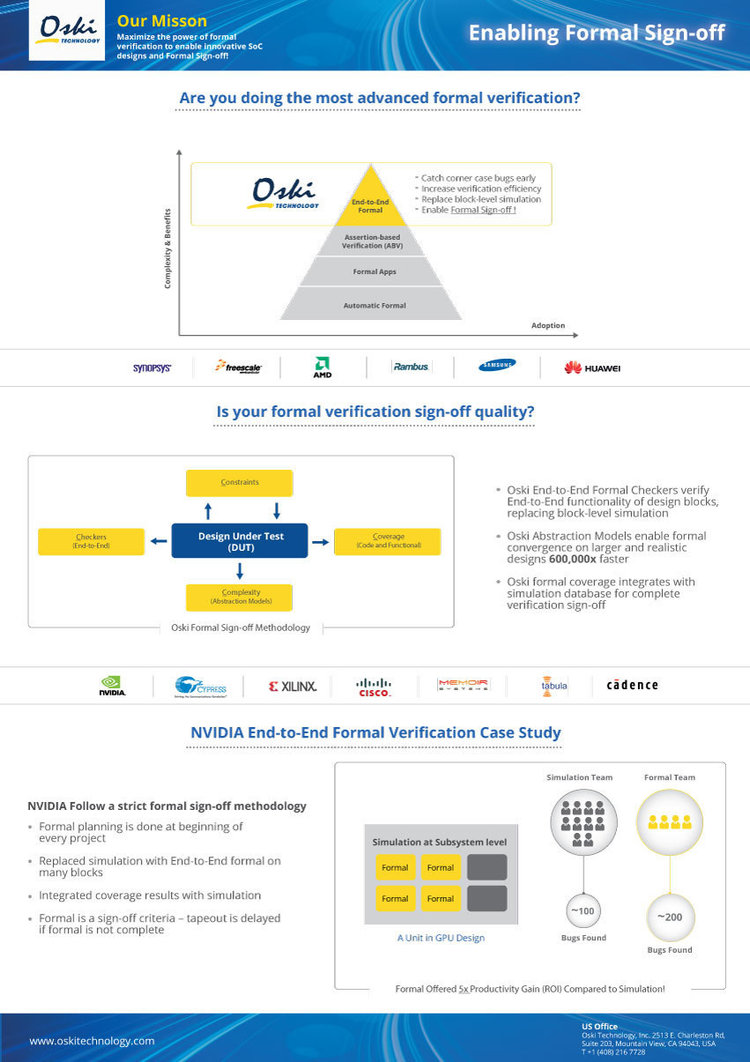 Oski
TECHNOLOGY
Our Misson
Maximize the power of formal
verification to enable innovative SoC
designs and Formal Sign-off!
Enabling Formal Sign-off
Are you doing the most advanced formal verification?
Complexity & Benefits
Oski
TECHNOLOGY
End-to-End
Formal
- Catch corner case bugs early
- Increase verification efficiency
- Replace block-level simulation
- Enable Formal Sign-off !
Assertion-based
Verification (ABV)
Formal Apps
Automatic Formal
Adoption
SYNOPSYS
freescale
AMD
Rambus
SAMSUNG
HUAWEI
Is your formal verification sign-off quality?
Constraints
Checkers
(End-to-End)
Design Under Test
(DUT)
Coverage
(Code and Functional)
Complexity
(Abstraction Models)
Oski Formal Sign-off Methodology
• Oski End-to-End Formal Checkers verify
End-to-End functionality of design blocks,
replacing block-level simulation
• Oski Abstraction Models enable formal
convergence on larger and realistic
designs 600,000x faster
• Oski formal coverage integrates with
simulation database for complete
verification sign-off
NVIDIA.
CYPRESS
XILINX.
CISCO.
MEMOIR
SYSTEMS
tabula
cādence
NVIDIA End-to-End Formal Verification Case Study
NVIDIA Follow a strict formal sign-off methodology
• Formal planning is done at beginning of
every project
• Replaced simulation with End-to-End formal on
many blocks
• Integrated coverage results with simulation
• Formal is a sign-off criteria – tapeout is delayed
if formal is not complete
Simulation at Subsystem level
Formal
Formal
Formal
Formal
A Unit in GPU Design
Simulation Team
Formal Team
~100
~200
Bugs Found
Bugs Found
Formal Offered 5x Productivity Gain (ROI) Compared to Simulation!
www.oskitechnology.com
US Office
Oski Technology, Inc. 2513 E. Charleston Rd,
Suite 203, Mountain View, CA 94043, USA
T +1 (408) 216 7728